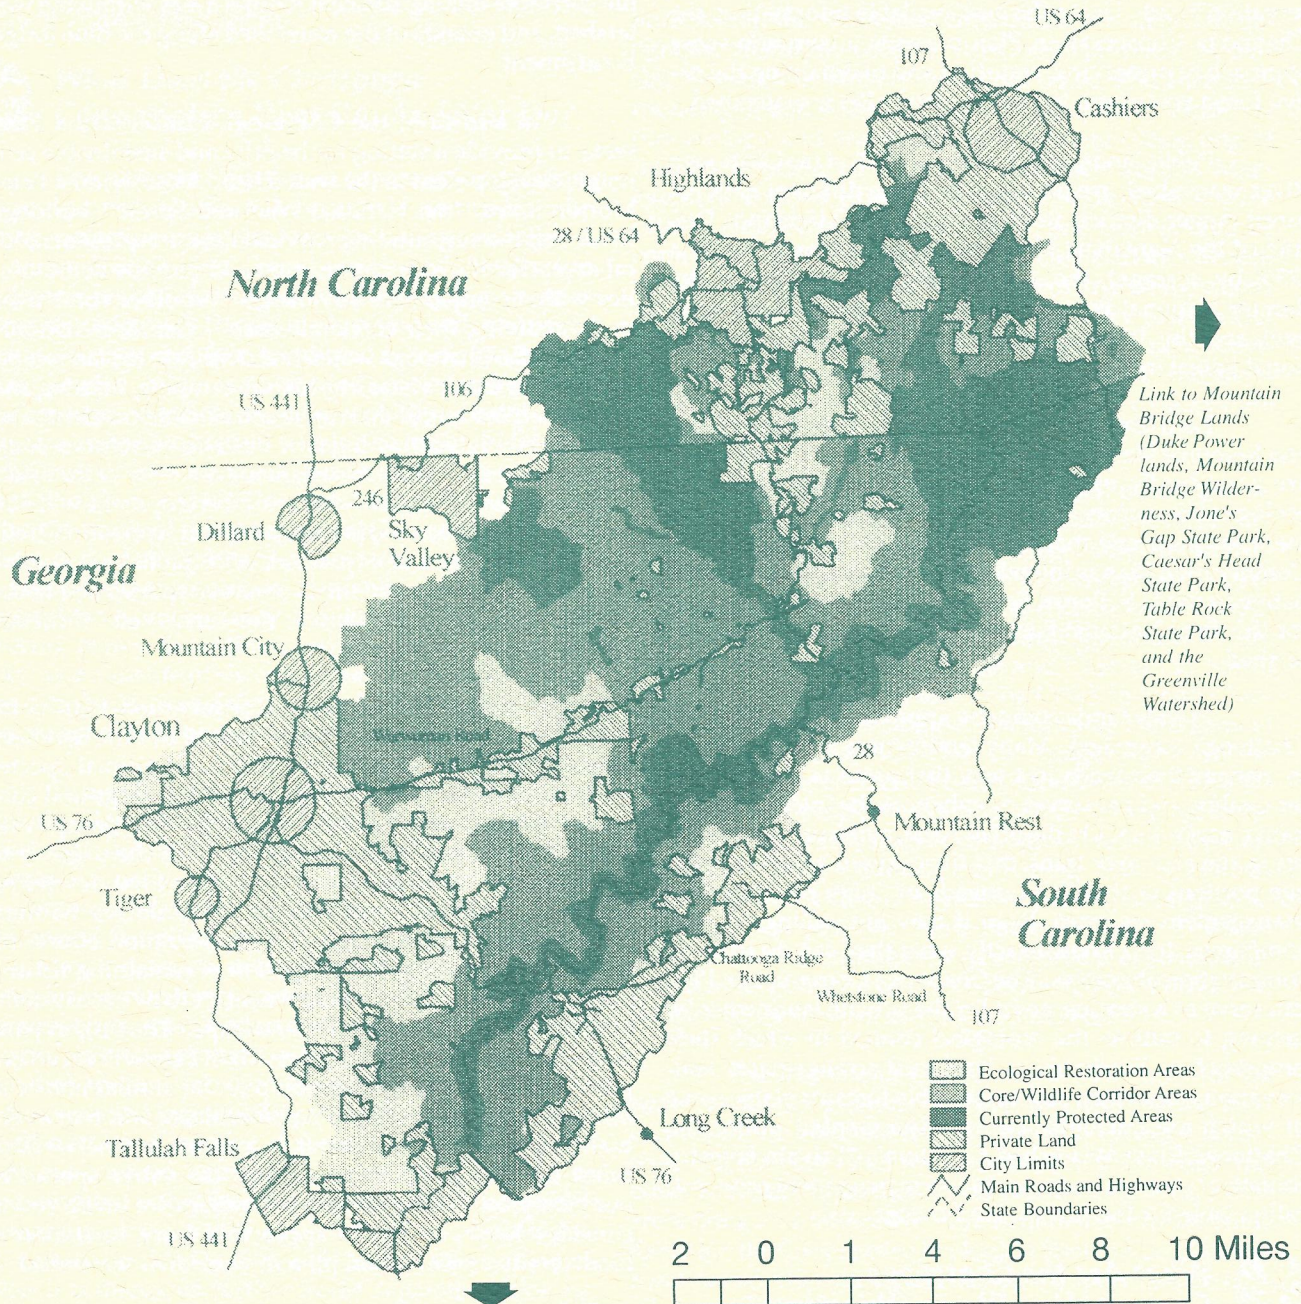 US 64
107
Cashiers
Highlands
28 / US 64
North Carolina
106
US 441
Link to Mountain
Bridge Lands
(Duke Power
lands, Mountain
Bridge Wilder-
ness, Jone's
Gap State Park,
Caesar's Head
State Park,
Table Rock
State Park,
and the
Greenville
Watershed)
246
Dillard
Sky
Valley
Georgia
Mountain City
Clayton
Warwoman Road
28
US 76
Mountain Rest
Tiger
South
Carolina
Chattooga Ridge
Road
Whetstone Road
107
Ecological Restoration Areas
Core/Wildlife Corridor Areas
Currently Protected Areas
Private Land
City Limits
Main Roads and Highways
State Boundaries
Long Creek
Tallulah Falls
US 76
US 441
2 0 1 4 6 8 10 Miles